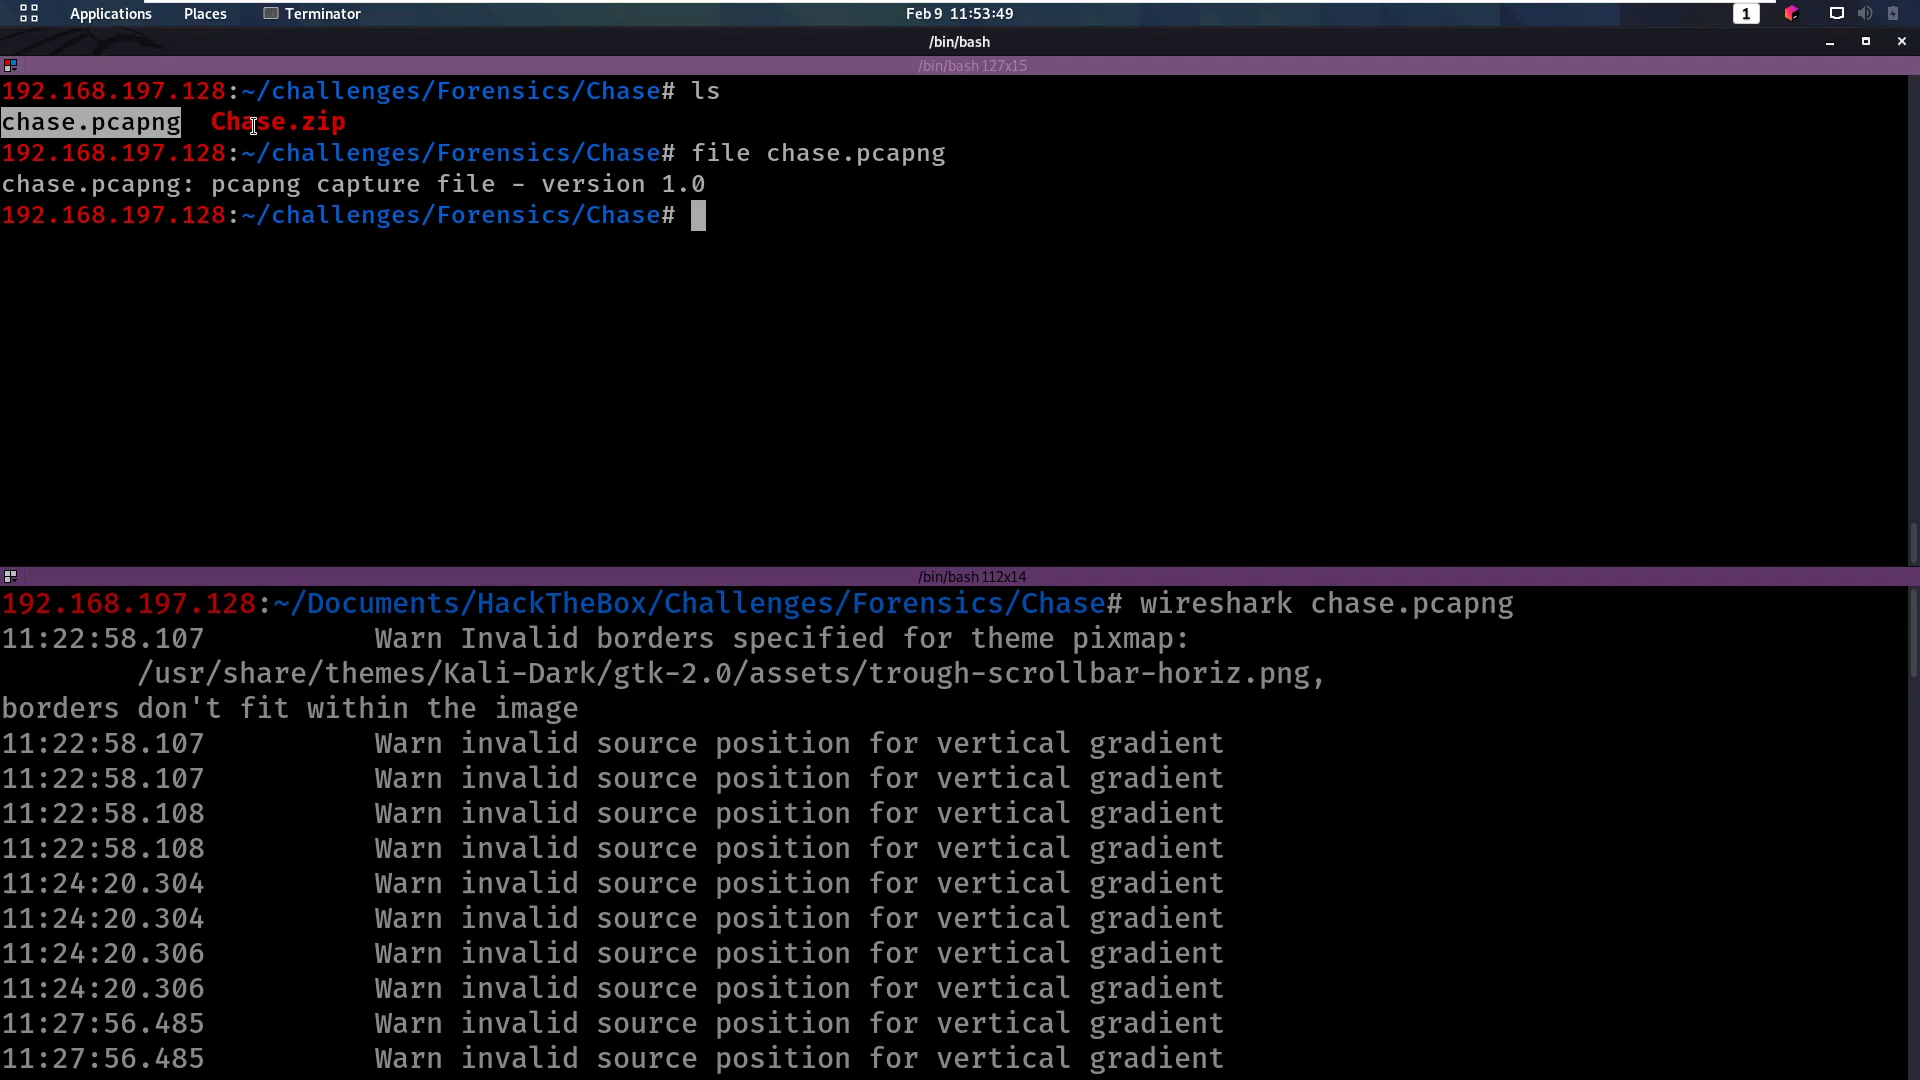 Applications Places Terminator Feb 9 11:53:49 1
/bin/bash
/bin/bash 127x15
192.168.197.128:~/challenges/Forensics/Chase# ls
chase.pcapng Chase.zip
192.168.197.128:~/challenges/Forensics/Chase# file chase.pcapng
chase.pcapng: pcapng capture file - version 1.0
192.168.197.128:~/challenges/Forensics/Chase#
/bin/bash 112x14
192.168.197.128:~/Documents/HackTheBox/Challenges/Forensics/Chase# wireshark chase.pcapng
11:22:58.107 Warn Invalid borders specified for theme pixmap:
/usr/share/themes/Kali-Dark/gtk-2.0/assets/trough-scrollbar-horiz.png,
borders don't fit within the image
11:22:58.107 Warn invalid source position for vertical gradient
11:22:58.107 Warn invalid source position for vertical gradient
11:22:58.108 Warn invalid source position for vertical gradient
11:22:58.108 Warn invalid source position for vertical gradient
11:24:20.304 Warn invalid source position for vertical gradient
11:24:20.304 Warn invalid source position for vertical gradient
11:24:20.306 Warn invalid source position for vertical gradient
11:24:20.306 Warn invalid source position for vertical gradient
11:27:56.485 Warn invalid source position for vertical gradient
11:27:56.485 Warn invalid source position for vertical gradient